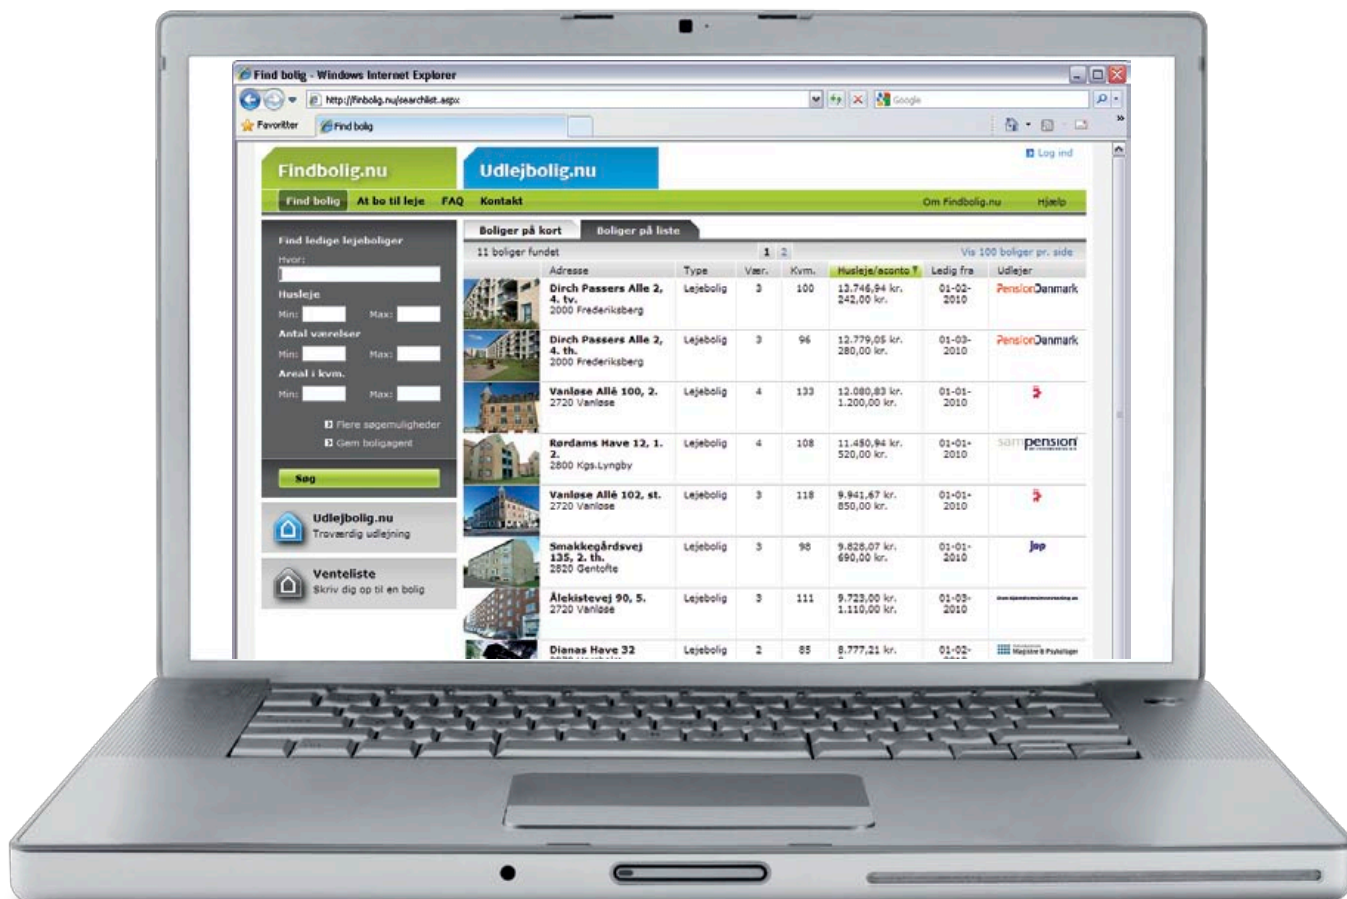 Find bolig - Windows Internet Explorer
http://finbolig.nu/searchlist.aspx
Google
Favoritter
Find bolig
Log ind
Findbolig.nu
Udlejbolig.nu
Find bolig At bo til leje FAQ Kontakt Om Findbolig.nu Hjælp
Find ledige lejeboliger
Hvor:
Husleje
Min: Max:
Antal værelser
Min: Max:
Areal i kvm.
Min: Max:
Flere søgemuligheder
Gem boligagent
Søg
Udlejbolig.nu
Troværdig udlejning
Venteliste
Skriv dig op til en bolig
Boliger på kort Boliger på liste
11 boliger fundet 1 2 Vis 100 boliger pr. side
Adresse Type Vær. Kvm. Husleje/aconto Ledig fra Udlejer
Dirch Passers Alle 2, Lejebolig 3 100 13.746,94 kr. 01-02- PensionDanmark
4. tv. 242,00 kr. 2010
2000 Frederiksberg
Dirch Passers Alle 2, Lejebolig 3 96 12.779,05 kr. 01-03- PensionDanmark
4. th. 280,00 kr. 2010
2000 Frederiksberg
Vanløse Allé 100, 2. Lejebolig 4 133 12.080,83 kr. 01-01-
2720 Vanløse 1.200,00 kr. 2010
Rørdams Have 12, 1. Lejebolig 4 108 11.450,94 kr. 01-01- sampension
2. 520,00 kr. 2010
2800 Kgs.Lyngby
Vanløse Allé 102, st. Lejebolig 3 118 9.941,67 kr. 01-01-
2720 Vanløse 850,00 kr. 2010
Smakkegårdsvej Lejebolig 3 98 9.828,07 kr. 01-01- jøp
135, 2. th. 690,00 kr. 2010
2820 Gentofte
Ålekistevej 90, 5. Lejebolig 3 111 9.723,00 kr. 01-03-
2720 Vanløse 1.110,00 kr. 2010
Dianas Have 32 Lejebolig 2 85 8.777,21 kr. 01-02- Magistre & Psykologer